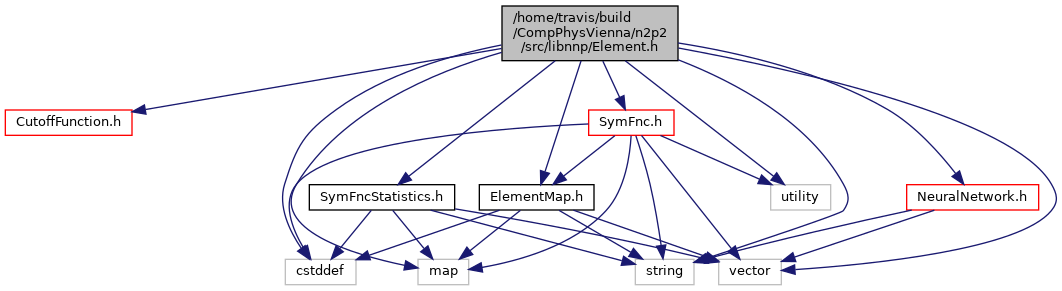 /home/travis/build
/CompPhysVienna/n2p2
/src/libnnp/Element.h
CutoffFunction.h
SymFnc.h
SymFncStatistics.h
ElementMap.h
utility
NeuralNetwork.h
cstddef
map
string
vector